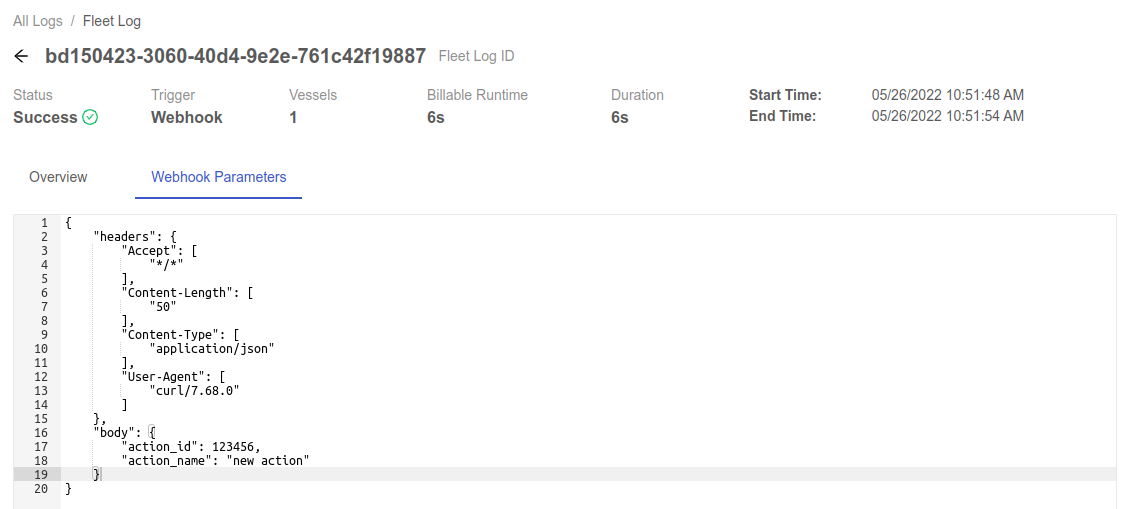 All Logs / Fleet Log
bd150423-3060-40d4-9e2e-761c42f19887 Fleet Log ID
Status Trigger Vessels Billable Runtime Duration Start Time: 05/26/2022 10:51:48 AM
Success Webhook 1 6s 6s End Time: 05/26/2022 10:51:54 AM
Overview Webhook Parameters
1 {
2 "headers": {
3 "Accept": [
4 "*/*"
5 ],
6 "Content-Length": [
7 "50"
8 ],
9 "Content-Type": [
10 "application/json"
11 ],
12 "User-Agent": [
13 "curl/7.68.0"
14 ]
15 },
16 "body": {
17 "action_id": 123456,
18 "action_name": "new action"
19 }
20 }